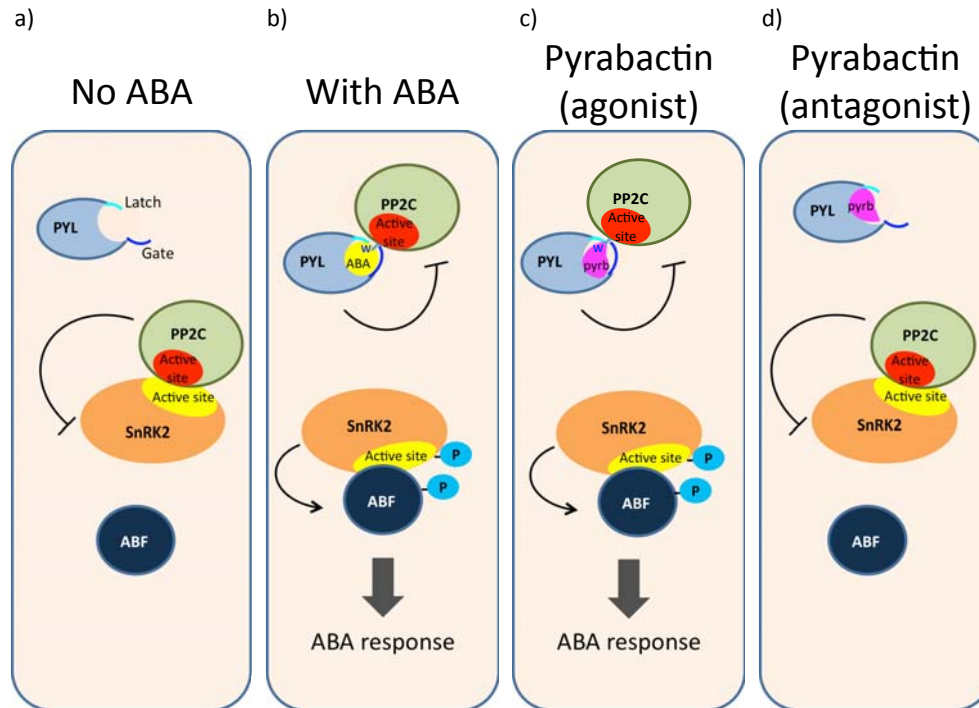 a)
No ABA
Latch
PYL
Gate
PP2C
Active
site
Active site
SnRK2
ABF
b)
With ABA
PP2C
Active
site
W
PYL
ABA
SnRK2
Active site
P
P
ABF
ABA response
c)
Pyrabactin
(agonist)
PP2C
Active
site
W
PYL
pyrb
SnRK2
Active site
P
P
ABF
ABA response
d)
Pyrabactin
(antagonist)
pyrb
PYL
PP2C
Active
site
Active site
SnRK2
ABF